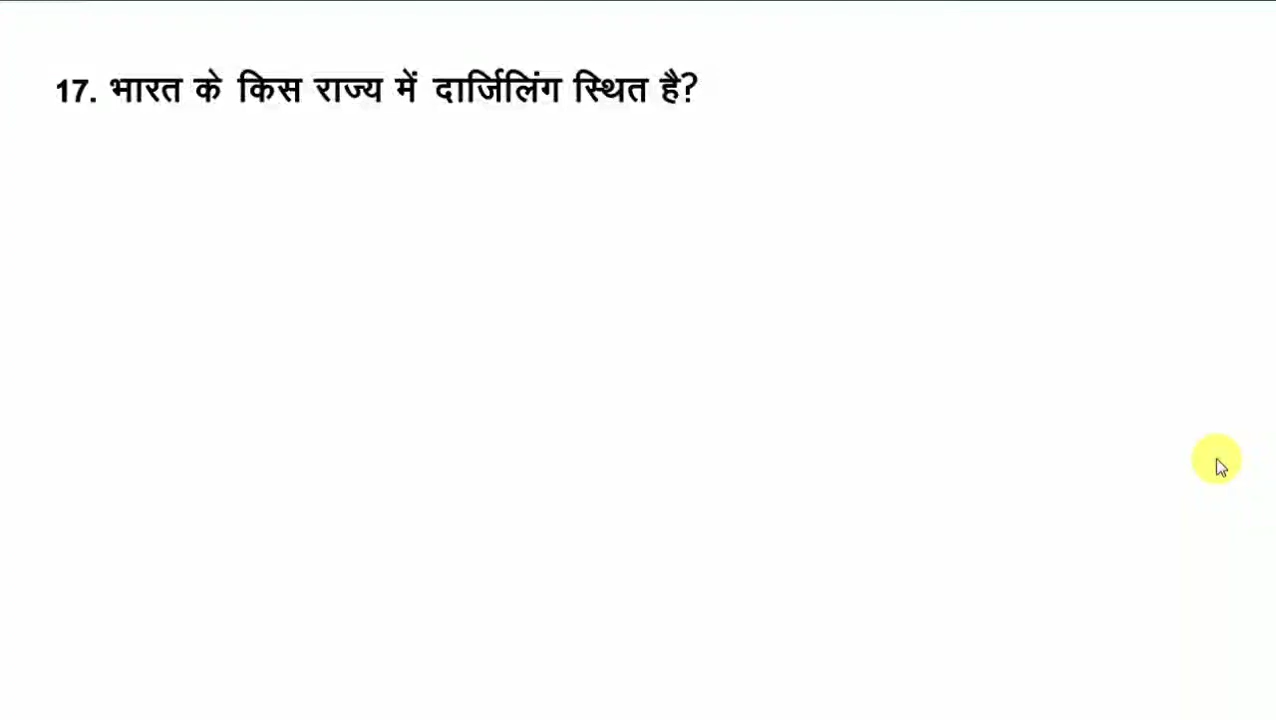 17. भारत के किस राज्य में दार्जिलिंग स्थित है?